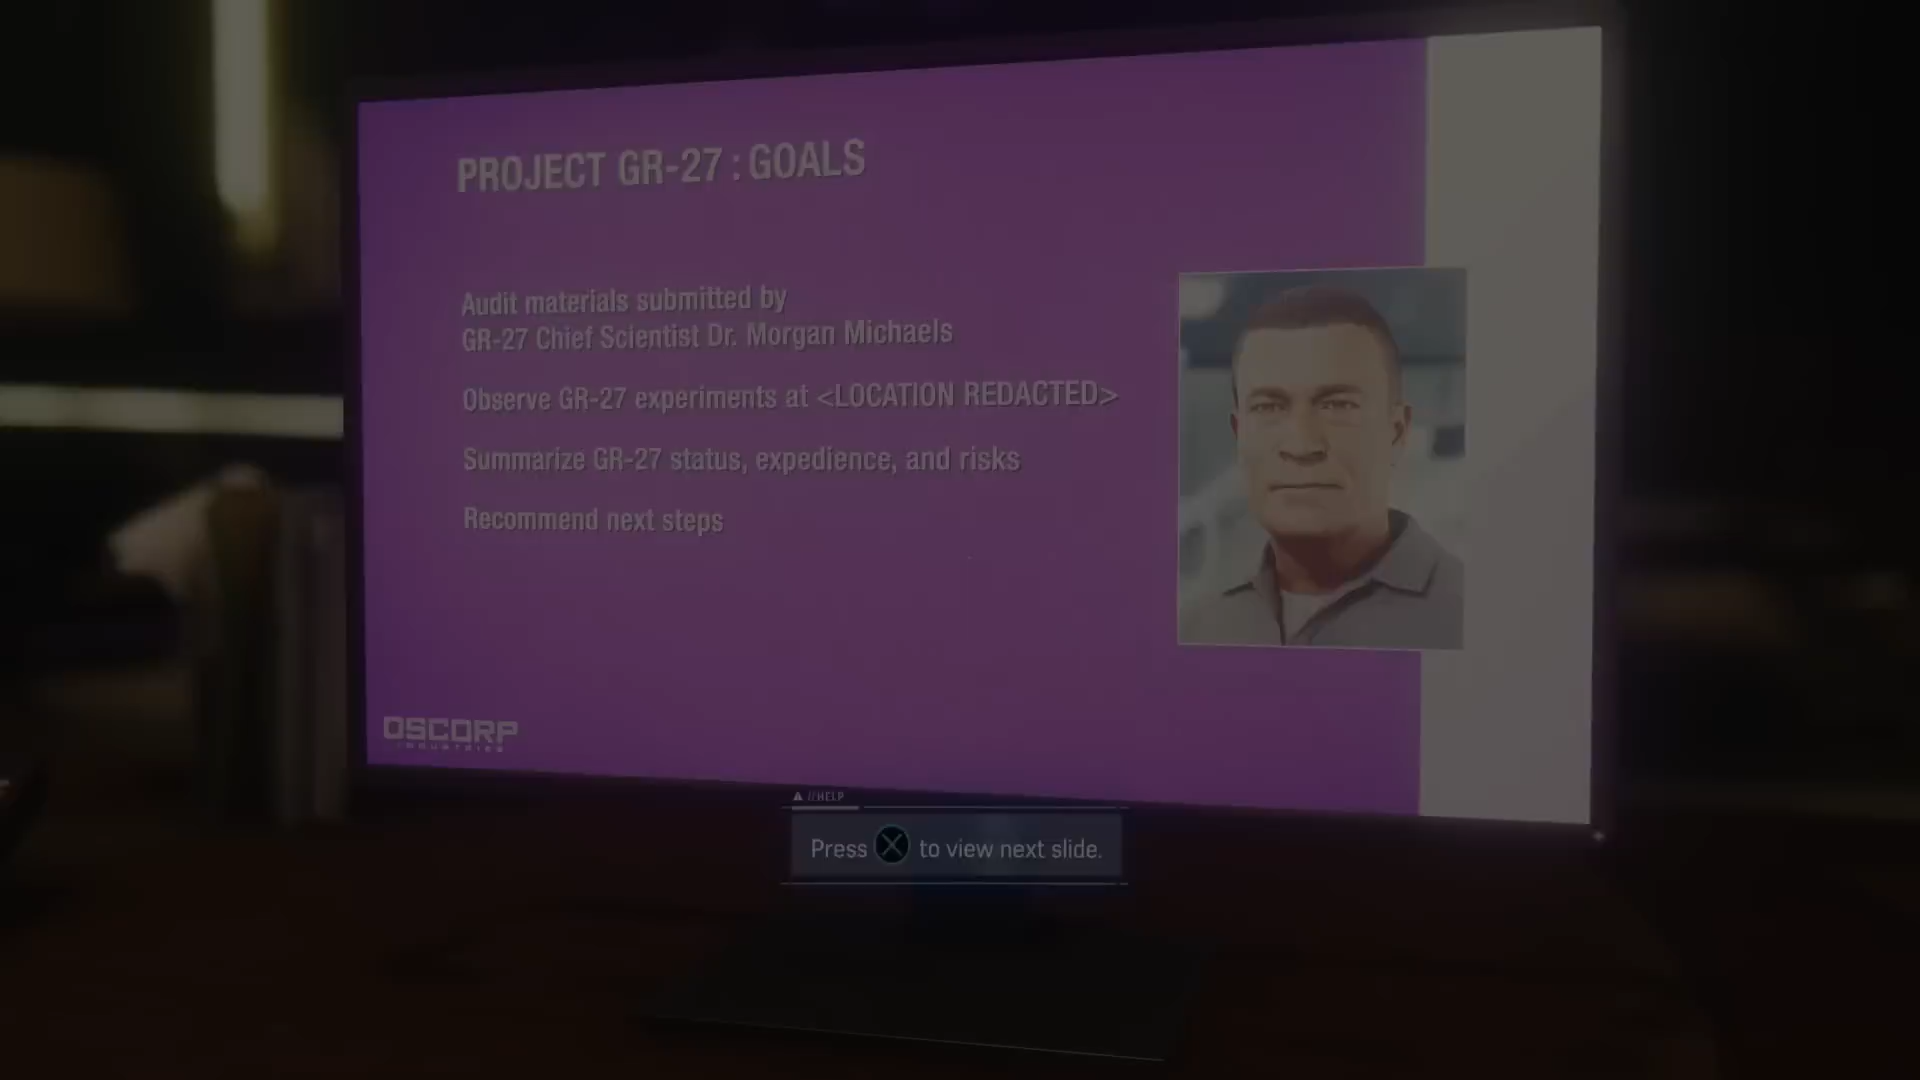 PROJECT GR-27 : GOALS
Audit materials submitted by
GR-27 Chief Scientist Dr. Morgan Michaels
Observe GR-27 experiments at <LOCATION REDACTED>
Summarize GR-27 status, expedience, and risks
Recommend next steps
OSCORP
INDUSTRIES
//HELP
Press X to view next slide.